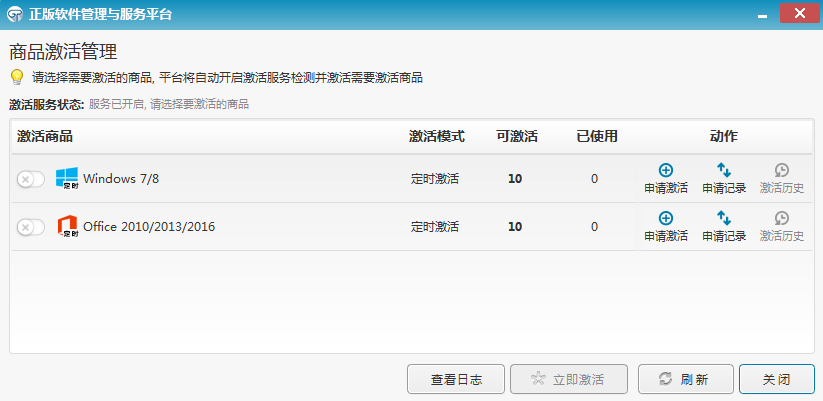 正版软件管理与服务平台
商品激活管理
请选择需要激活的商品, 平台将自动开启激活服务检测并激活需要激活商品
激活服务状态: 服务已开启, 请选择要激活的商品
激活商品 激活模式 可激活 已使用 动作
定时 Windows 7/8 定时激活 10 0 申请激活 申请记录 激活历史
定时 Office 2010/2013/2016 定时激活 10 0 申请激活 申请记录 激活历史
查看日志 立即激活 刷新 关闭